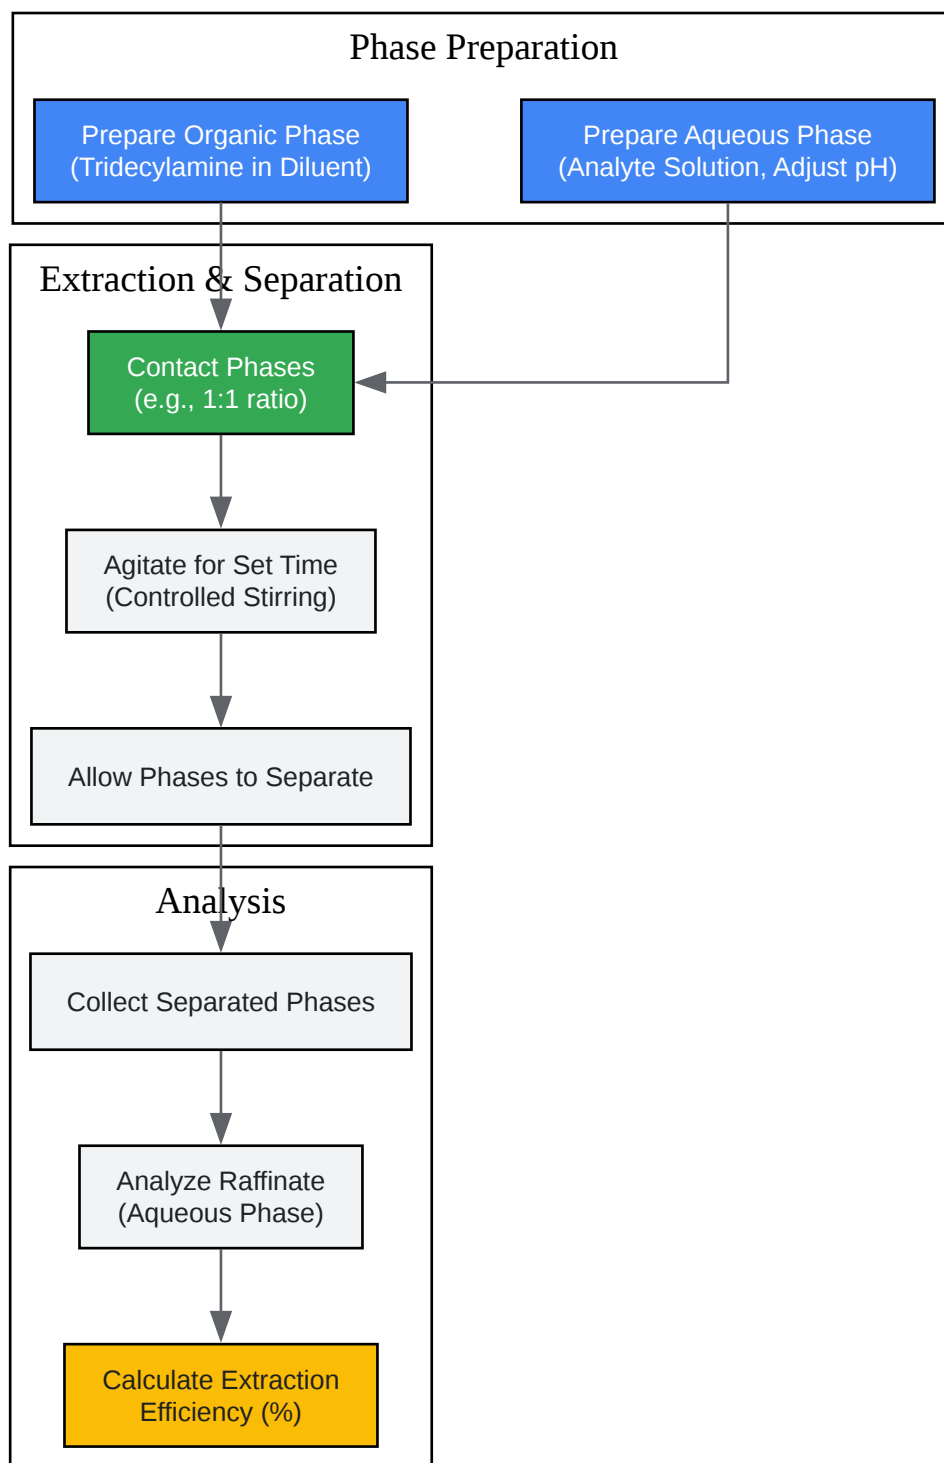 Phase Preparation
Prepare Organic Phase
(Tridecylamine in Diluent)
Prepare Aqueous Phase
(Analyte Solution, Adjust pH)
Extraction & Separation
Contact Phases
(e.g., 1:1 ratio)
Agitate for Set Time
(Controlled Stirring)
Allow Phases to Separate
Analysis
Collect Separated Phases
Analyze Raffinate
(Aqueous Phase)
Calculate Extraction
Efficiency (%)